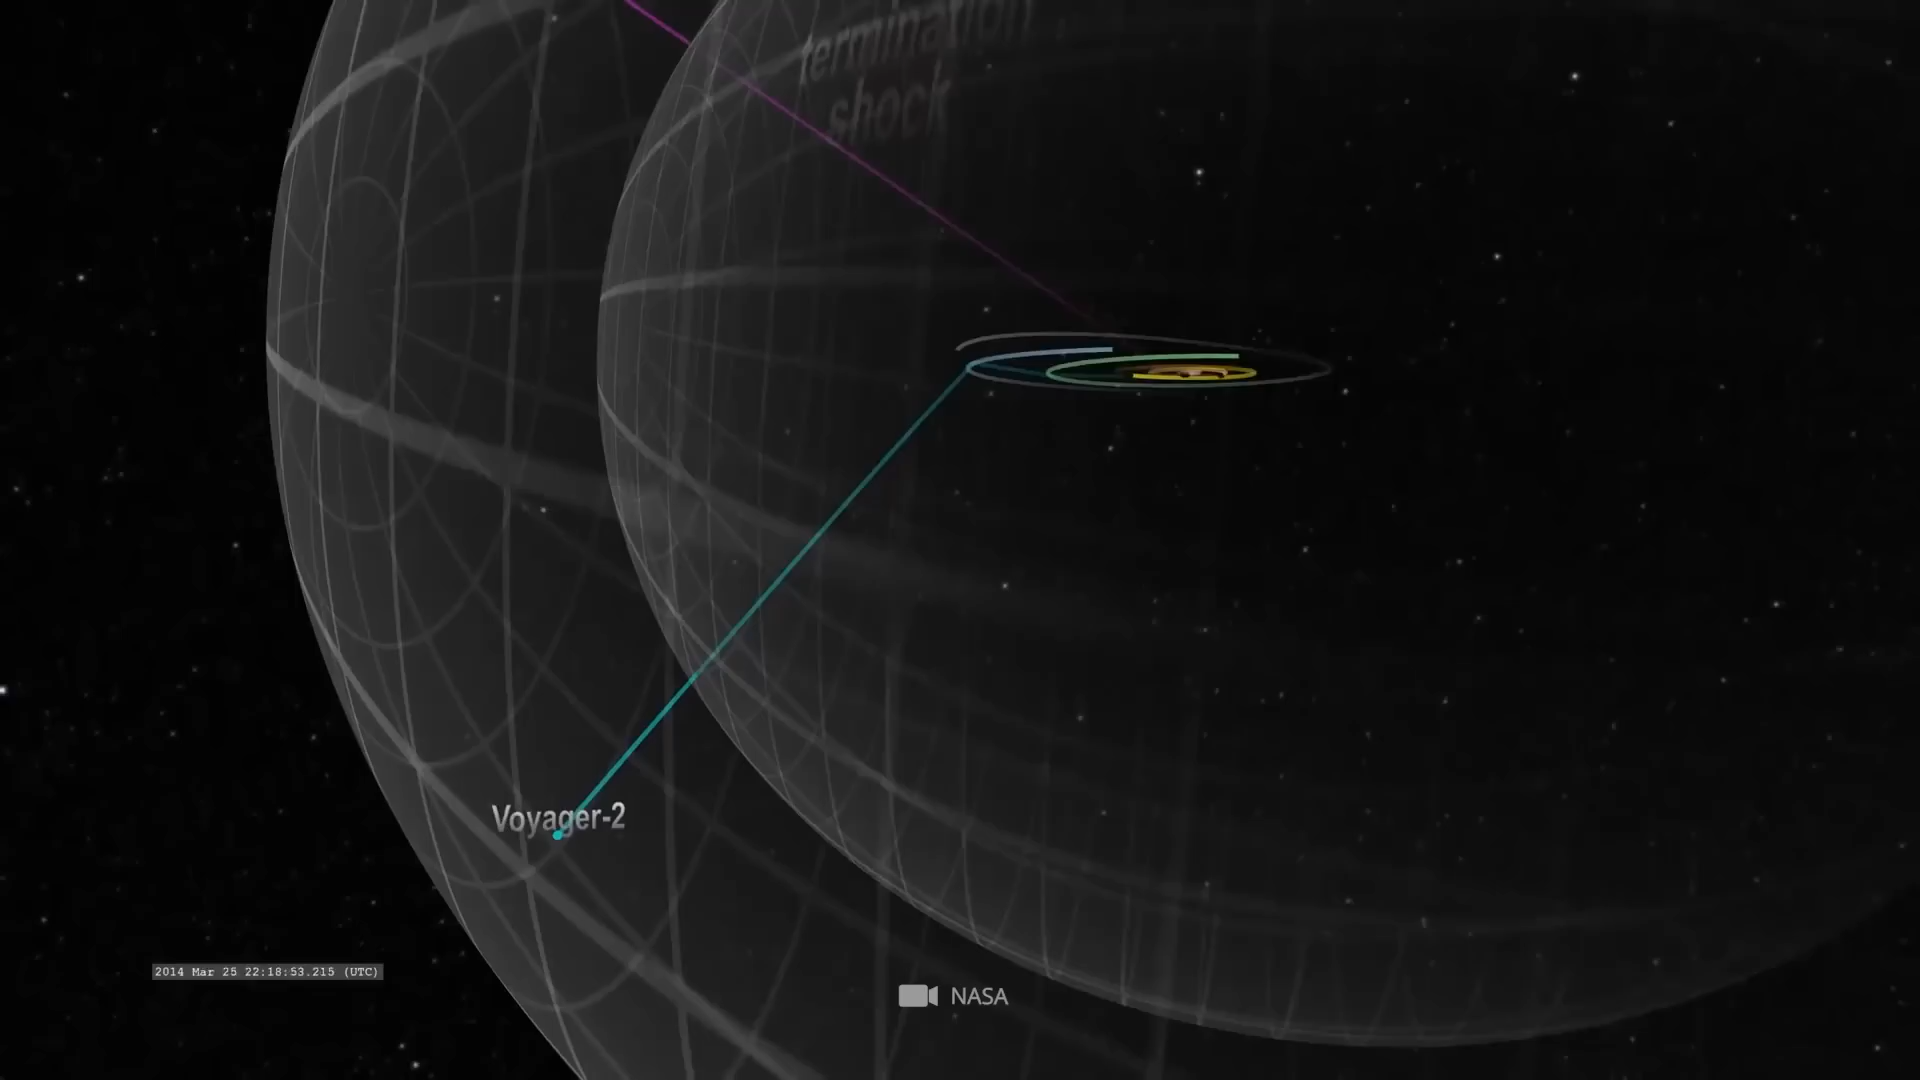 termination
shock
Voyager-2
2014 Mar 25 22:18:53.215 (UTC)
NASA